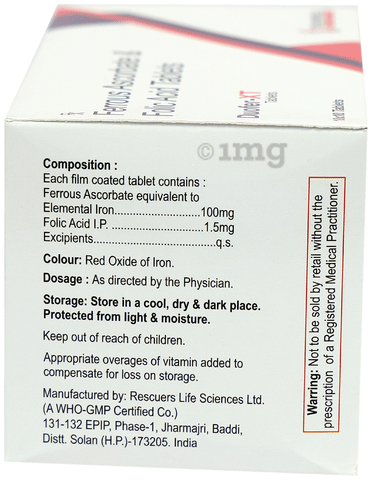 Ferrous Ascorbate &
Folic Acid Tablets
Duofer-XT
Tablets
©1mg
Composition :
Each film coated tablet contains :
Ferrous Ascorbate equivalent to
Elemental Iron.......................100mg
Folic Acid I.P. ........................1.5mg
Excipients................................q.s.
Colour: Red Oxide of Iron.
Dosage : As directed by the Physician.
Storage: Store in a cool, dry & dark place.
Protected from light & moisture.
Keep out of reach of children.
Appropriate overages of vitamin added to
compensate for loss on storage.
Manufactured by: Rescuers Life Sciences Ltd.
(A WHO-GMP Certified Co.)
131-132 EPIP, Phase-1, Jharmajri, Baddi,
Distt. Solan (H.P.)-173205. India
Warning: Not to be sold by retail without the
prescription of a Registered Medical Practitioner.